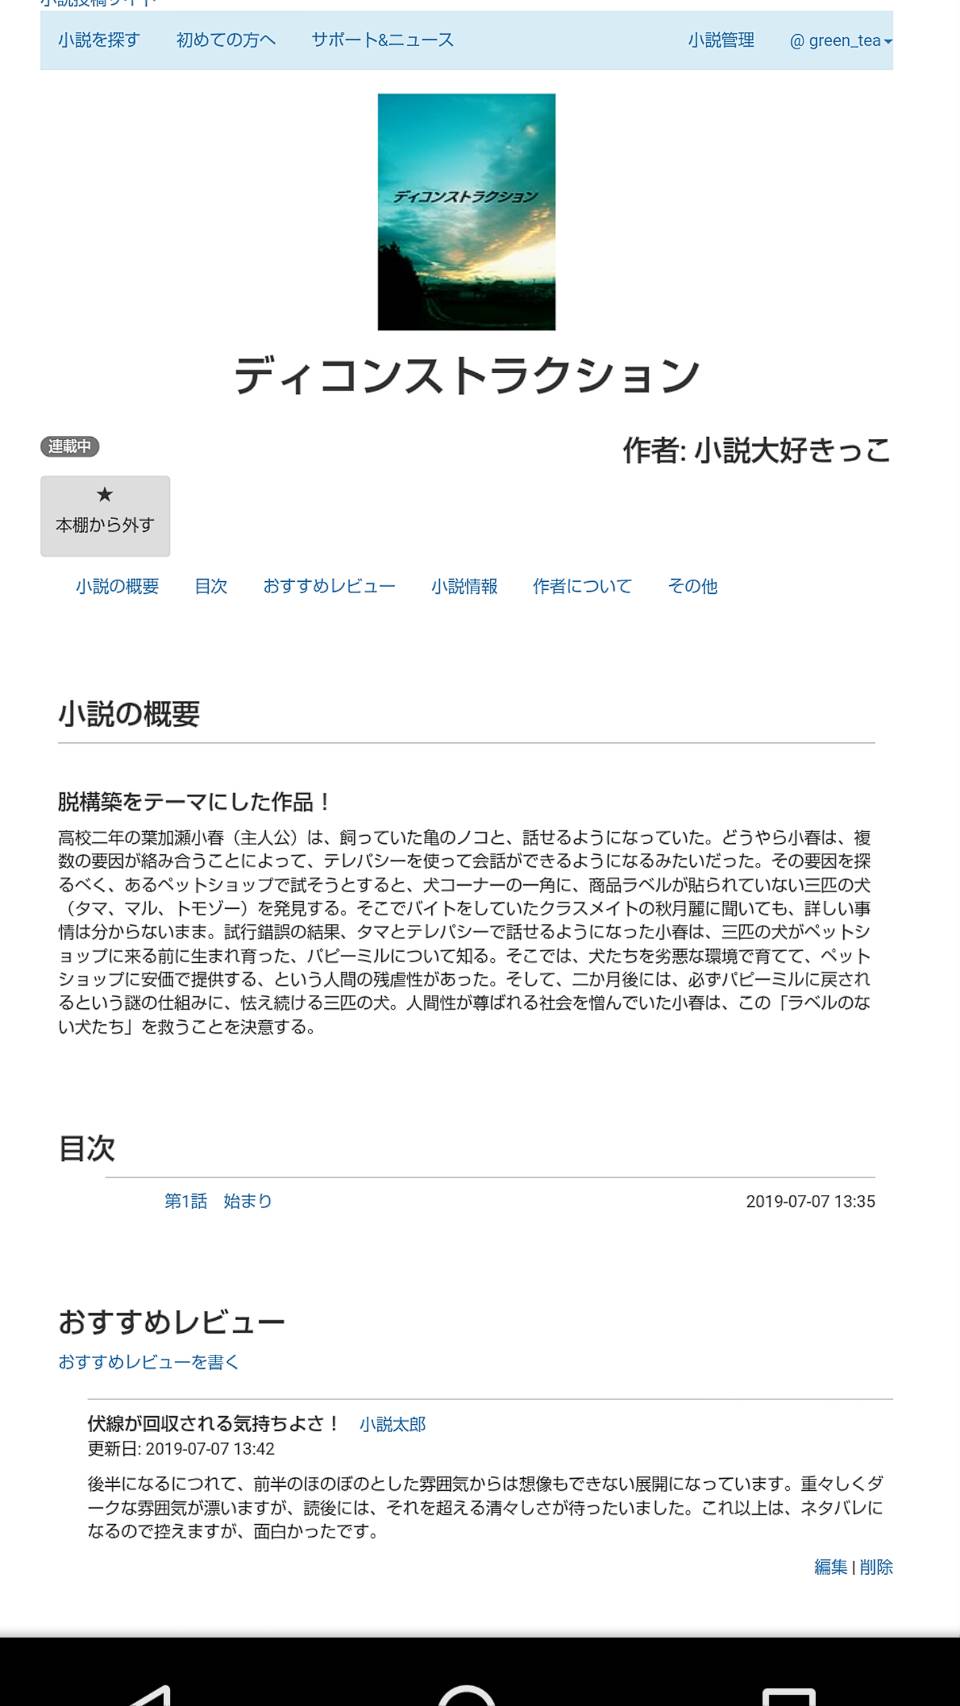 小説投稿サイト
小説を探す 初めての方へ サポート&ニュース 小説管理 @ green_tea
ディコンストラクション
ディコンストラクション
連載中 作者: 小説大好きっこ
★
本棚から外す
小説の概要 目次 おすすめレビュー 小説情報 作者について その他
小説の概要
脱構築をテーマにした作品！
高校二年の葉加瀬小春（主人公）は、飼っていた亀のノコと、話せるようになっていた。どうやら小春は、複
数の要因が絡み合うことによって、テレパシーを使って会話ができるようになるみたいだった。その要因を探
るべく、あるペットショップで試そうとすると、犬コーナーの一角に、商品ラベルが貼られていない三匹の犬
（タマ、マル、トモゾー）を発見する。そこでバイトをしていたクラスメイトの秋月麗に聞いても、詳しい事
情は分からないまま。試行錯誤の結果、タマとテレパシーで話せるようになった小春は、三匹の犬がペットシ
ョップに来る前に生まれ育った、パピーミルについて知る。そこでは、犬たちを劣悪な環境で育てて、ペット
ショップに安価で提供する、という人間の残虐性があった。そして、二か月後には、必ずパピーミルに戻され
るという謎の仕組みに、怯え続ける三匹の犬。人間性が尊ばれる社会を憎んでいた小春は、この「ラベルのな
い犬たち」を救うことを決意する。
目次
第1話　始まり 2019-07-07 13:35
おすすめレビュー
おすすめレビューを書く
伏線が回収される気持ちよさ！ 小説太郎
更新日: 2019-07-07 13:42
後半になるにつれて、前半のほのぼのとした雰囲気からは想像もできない展開になっています。重々しくダ
ークな雰囲気が漂いますが、読後には、それを超える清々しさが待ったいました。これ以上は、ネタバレに
なるので控えますが、面白かったです。
編集 | 削除